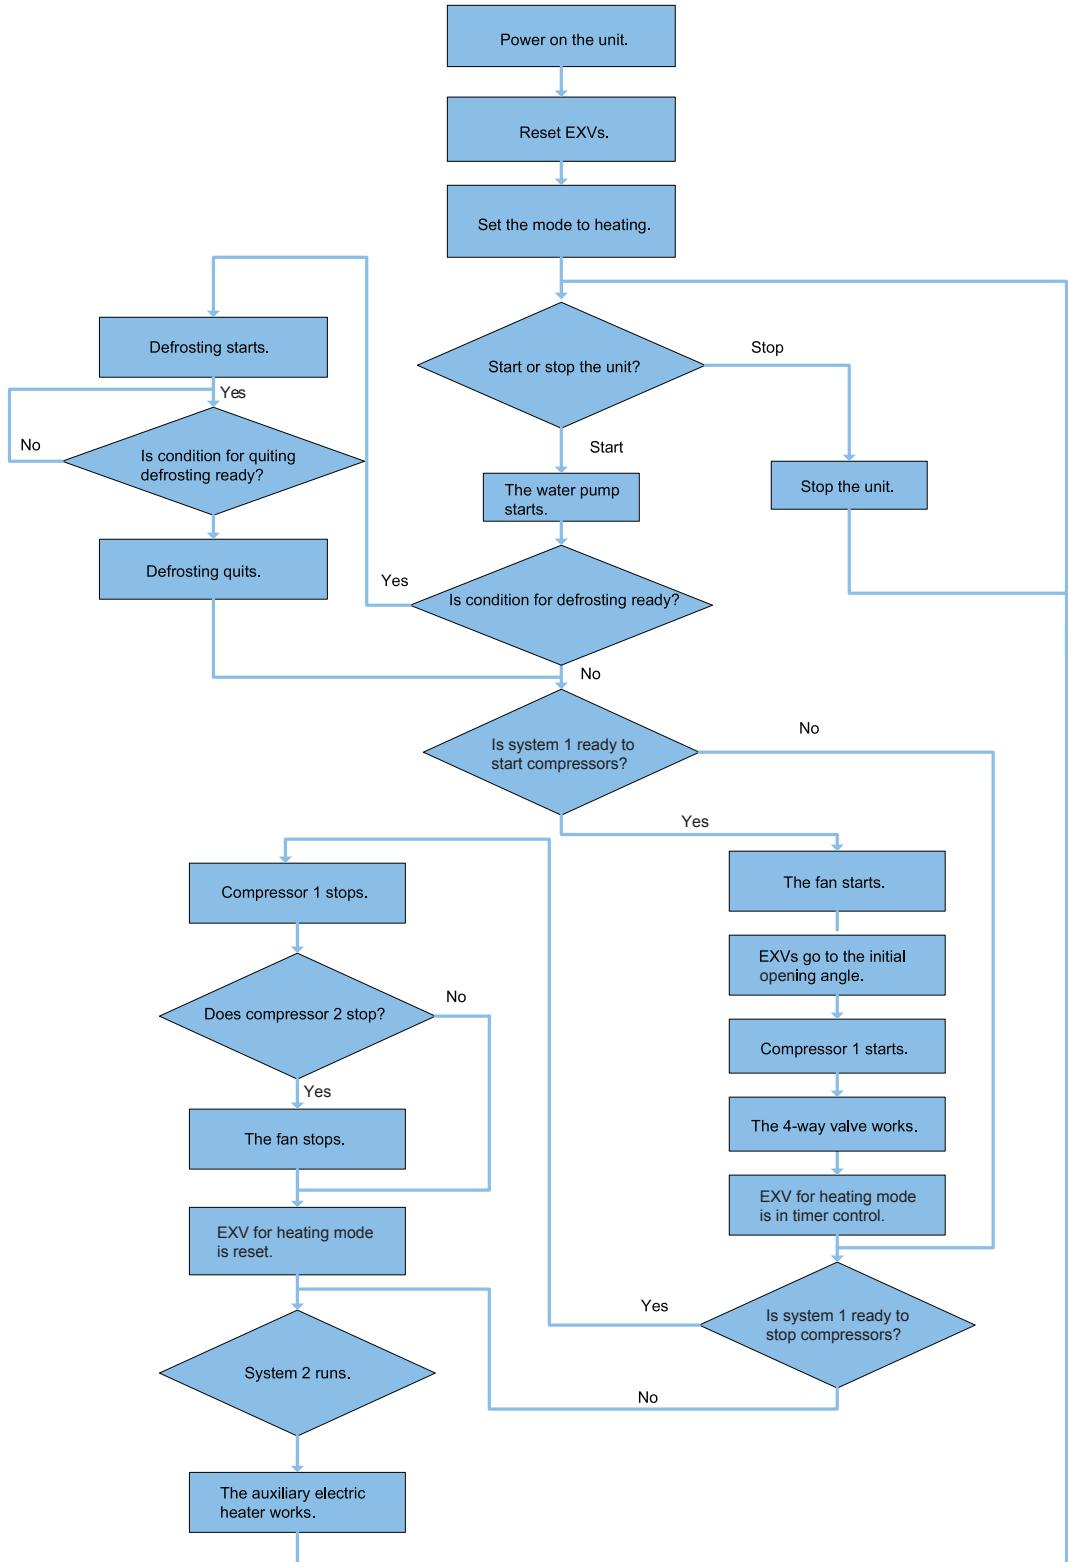 Power on the unit.
Reset EXVs.
Set the mode to heating.
Defrosting starts.
Start or stop the unit?
Stop
Yes
No
Is condition for quiting
defrosting ready?
Start
The water pump
starts.
Stop the unit.
Defrosting quits.
Yes
Is condition for defrosting ready?
No
Is system 1 ready to
start compressors?
No
Yes
Compressor 1 stops.
The fan starts.
EXVs go to the initial
opening angle.
Does compressor 2 stop?
No
Compressor 1 starts.
Yes
The fan stops.
The 4-way valve works.
EXV for heating mode
is reset.
EXV for heating mode
is in timer control.
Yes
Is system 1 ready to
stop compressors?
System 2 runs.
No
The auxiliary electric
heater works.